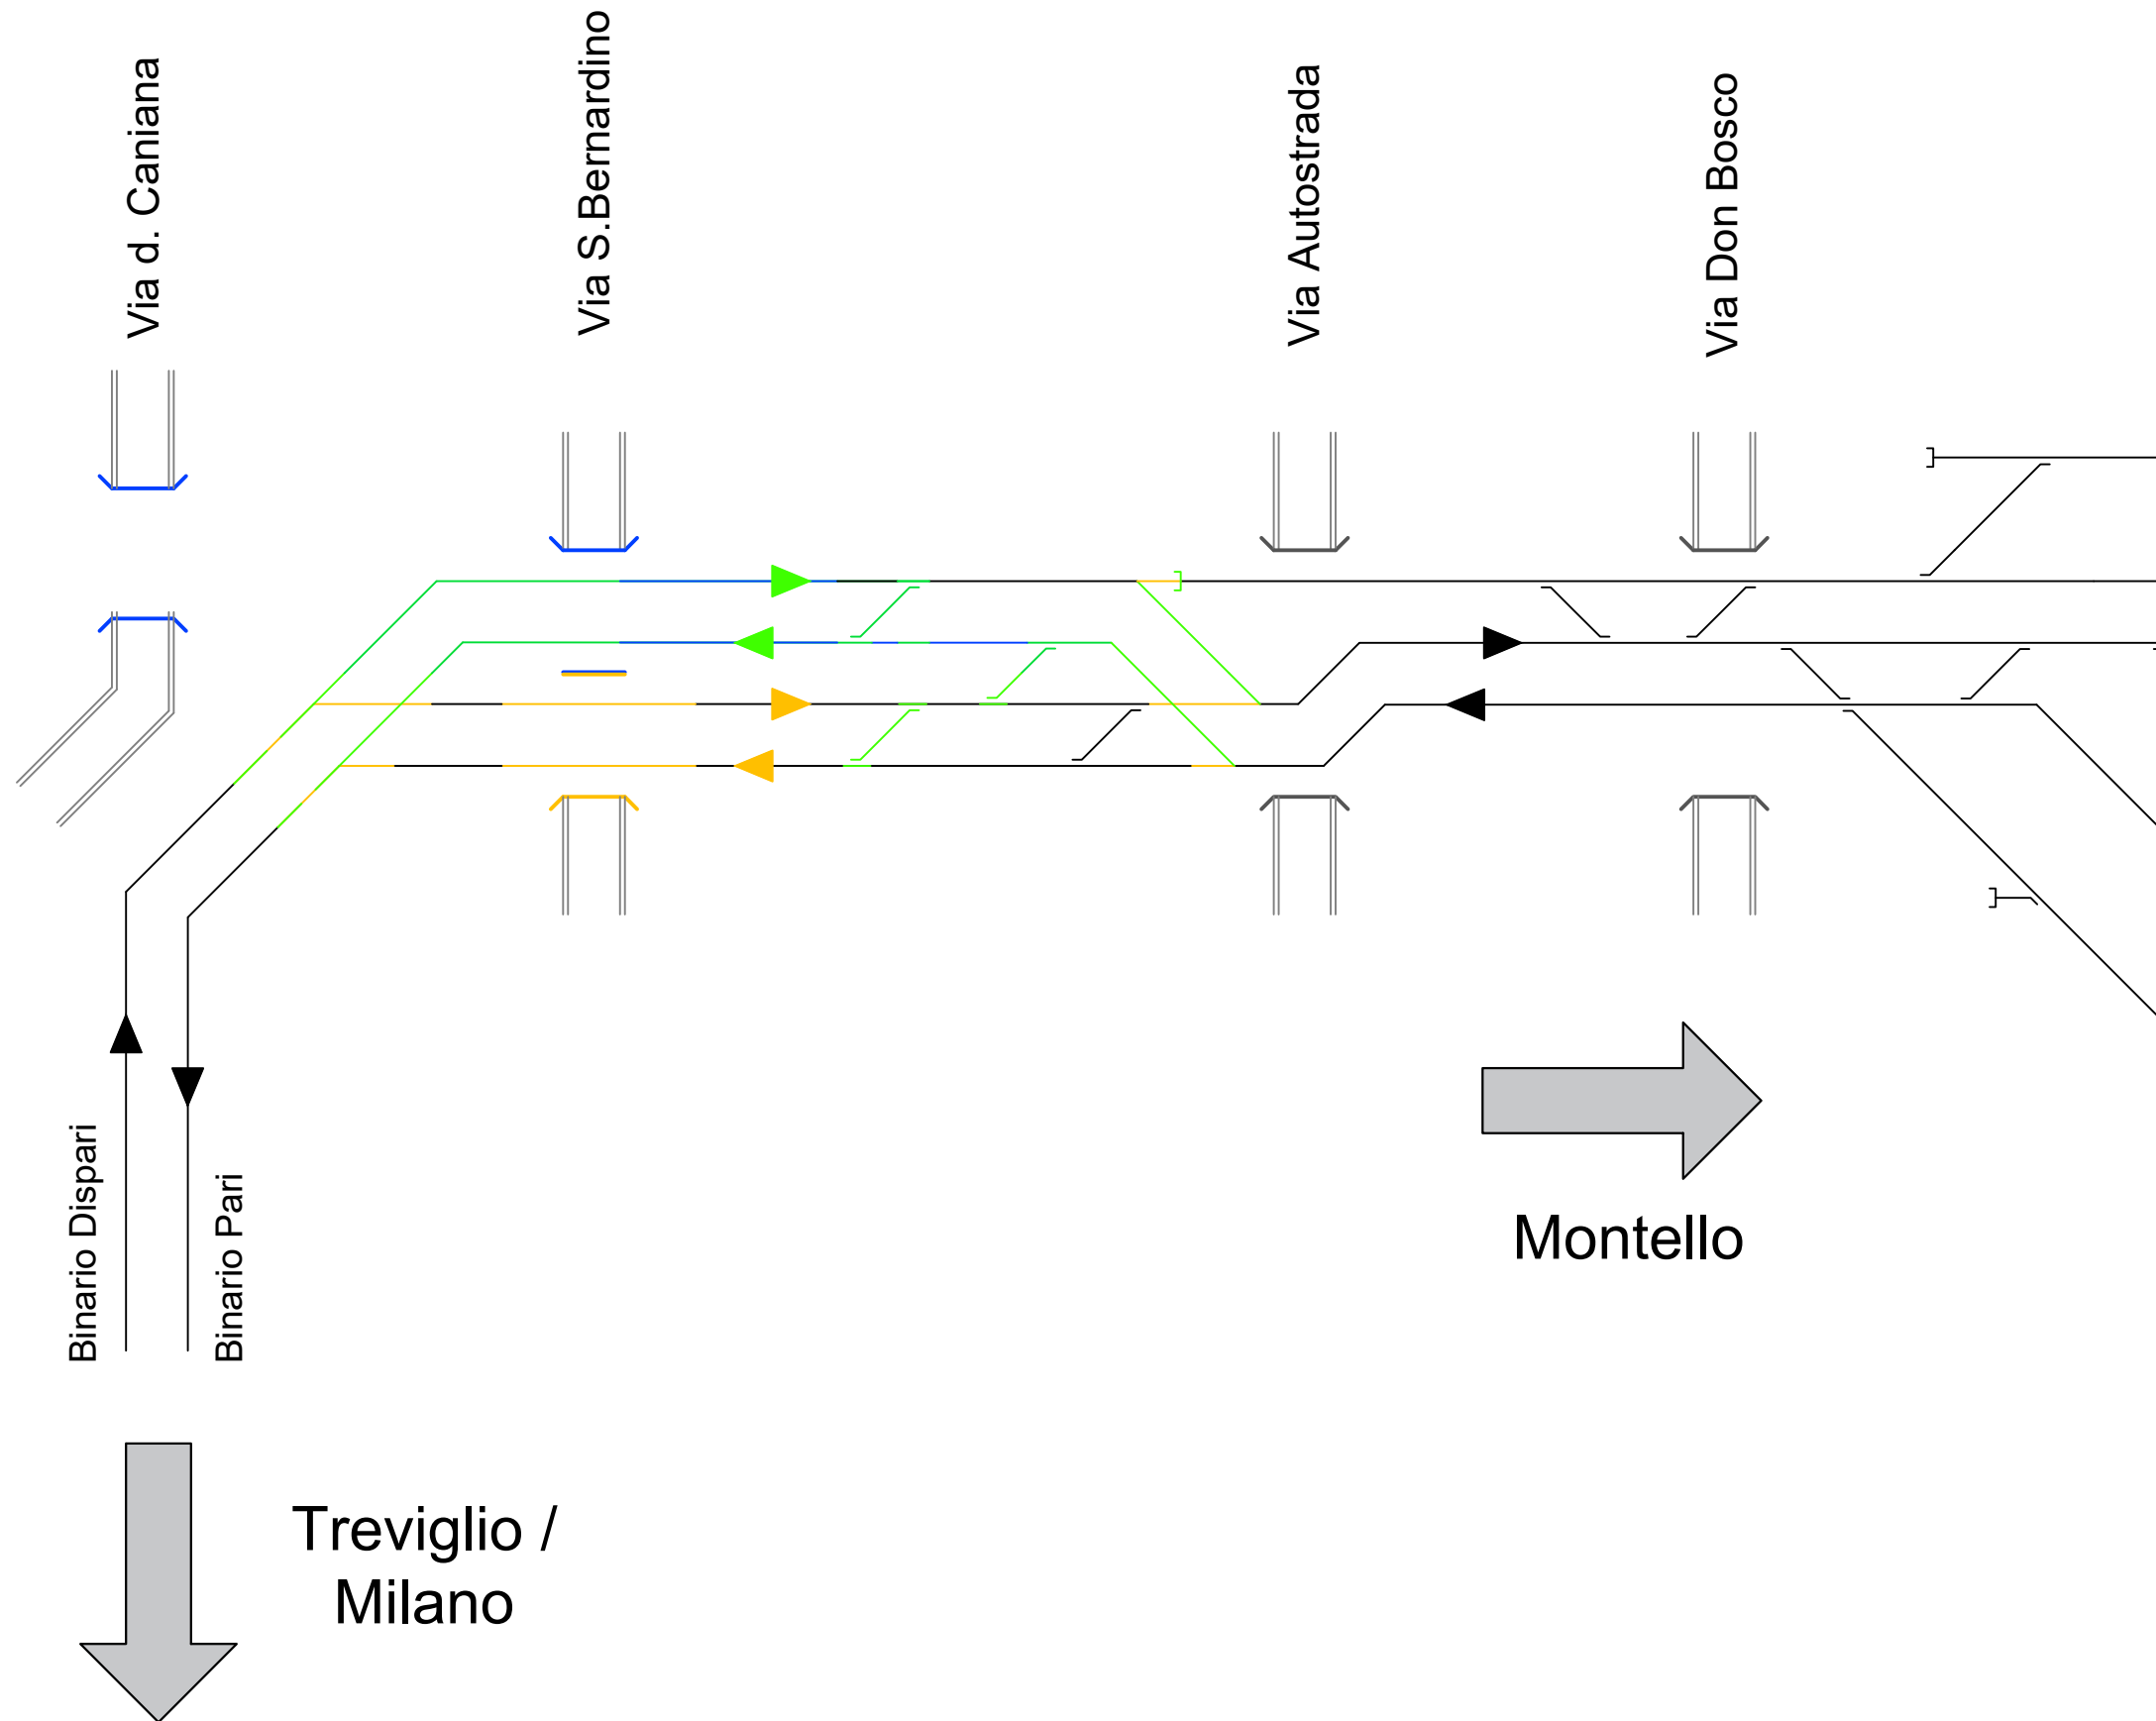 Via d. Caniana
Via S.Bernardino
Via Autostrada
Via Don Bosco
Binario Dispari
Binario Pari
Montello
Treviglio /
Milano